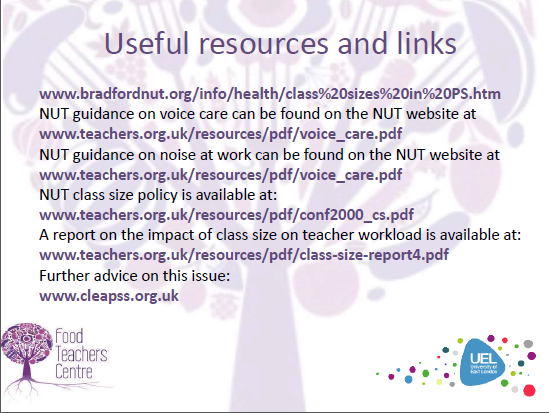 Useful resources and links
www.bradfordnut.org/info/health/class%20sizes%20in%20PS.htm
NUT guidance on voice care can be found on the NUT website at
www.teachers.org.uk/resources/pdf/voice_care.pdf
NUT guidance on noise at work can be found on the NUT website at
www.teachers.org.uk/resources/pdf/voice_care.pdf
NUT class size policy is available at:
www.teachers.org.uk/resources/pdf/conf2000_cs.pdf
A report on the impact of class size on teacher workload is available at:
www.teachers.org.uk/resources/pdf/class-size-report4.pdf
Further advice on this issue:
www.cleapss.org.uk
Food
Teachers
Centre
UEL
University of
East London